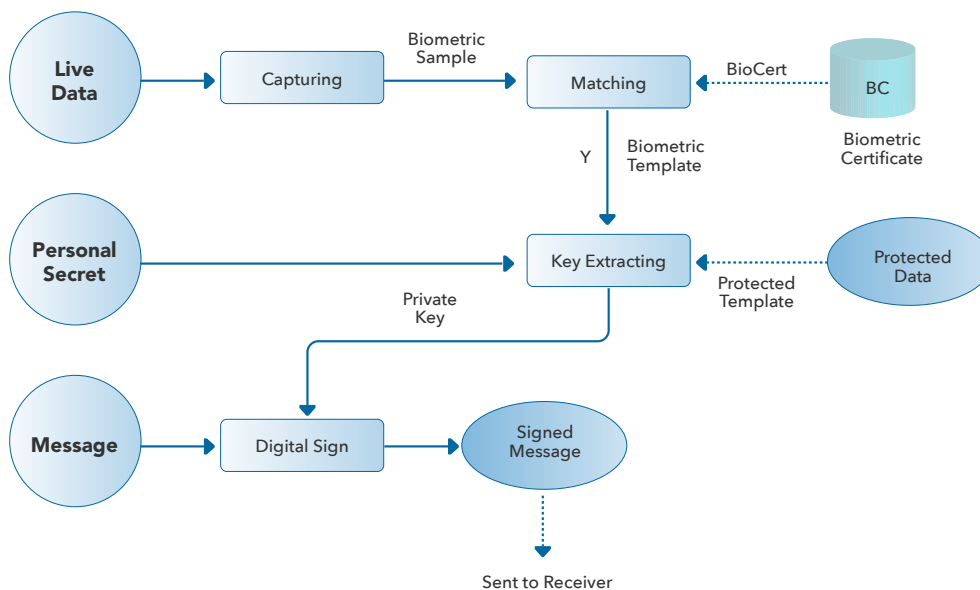 Live
Data
Capturing
Biometric
Sample
Matching
BioCert
BC
Biometric
Certificate
Y
Biometric
Template
Personal
Secret
Key Extracting
Protected
Template
Protected
Data
Private
Key
Message
Digital Sign
Signed
Message
Sent to Receiver